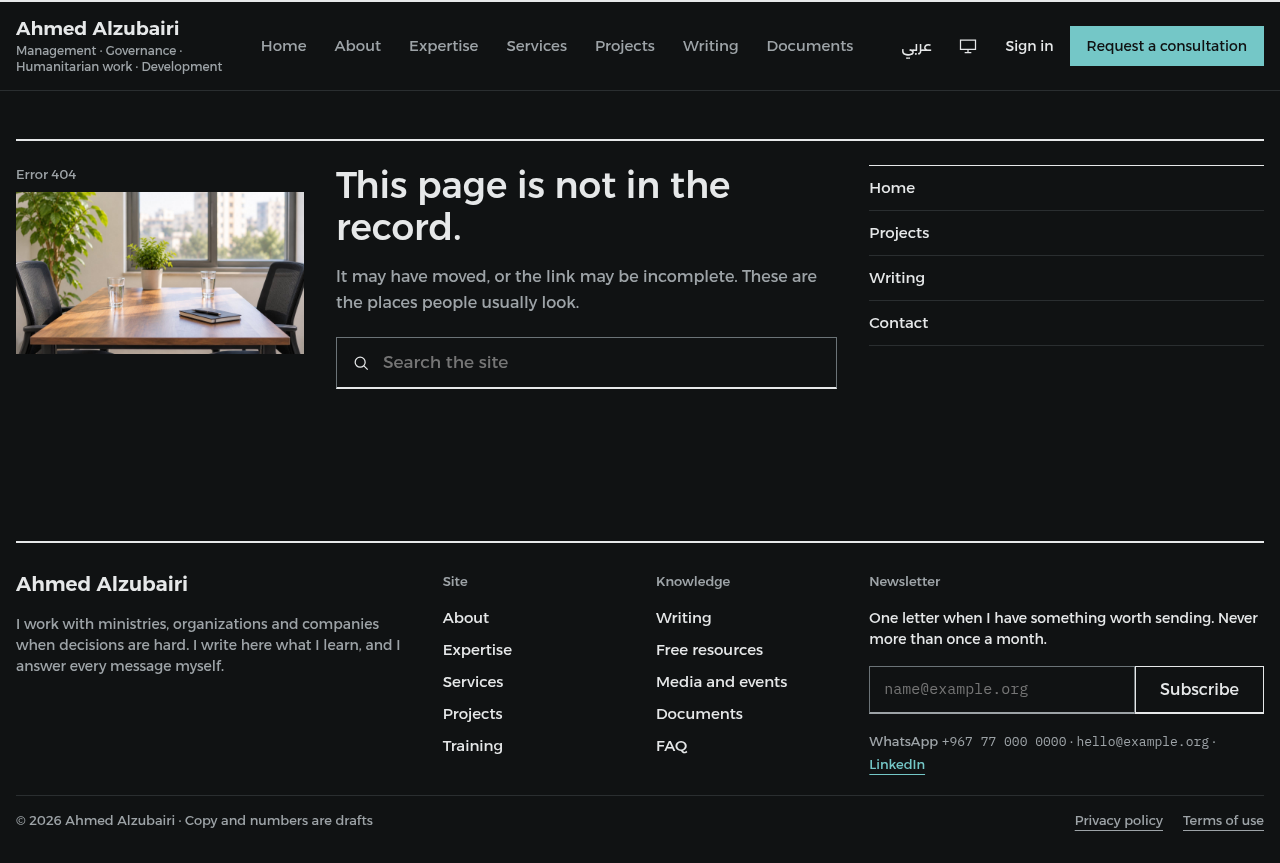 Ahmed Alzubairi
Management · Governance ·
Humanitarian work · Development
Home
About
Expertise
Services
Projects
Writing
Documents
عربي
Sign in
Request a consultation
Error 404
This page is not in the
record.
It may have moved, or the link may be incomplete. These are
the places people usually look.
Search the site
Home
Projects
Writing
Contact
Ahmed Alzubairi
I work with ministries, organizations and companies
when decisions are hard. I write here what I learn, and I
answer every message myself.
Site
About
Expertise
Services
Projects
Training
Knowledge
Writing
Free resources
Media and events
Documents
FAQ
Newsletter
One letter when I have something worth sending. Never
more than once a month.
name@example.org
Subscribe
WhatsApp +967 77 000 0000 · hello@example.org ·
LinkedIn
© 2026 Ahmed Alzubairi · Copy and numbers are drafts
Privacy policy
Terms of use